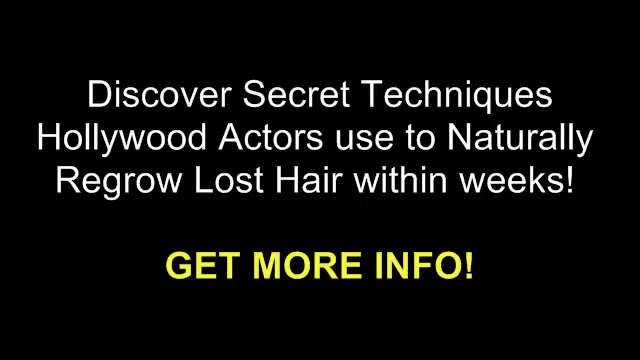 Discover Secret Techniques
Hollywood Actors use to Naturally
Regrow Lost Hair within weeks!
GET MORE INFO!